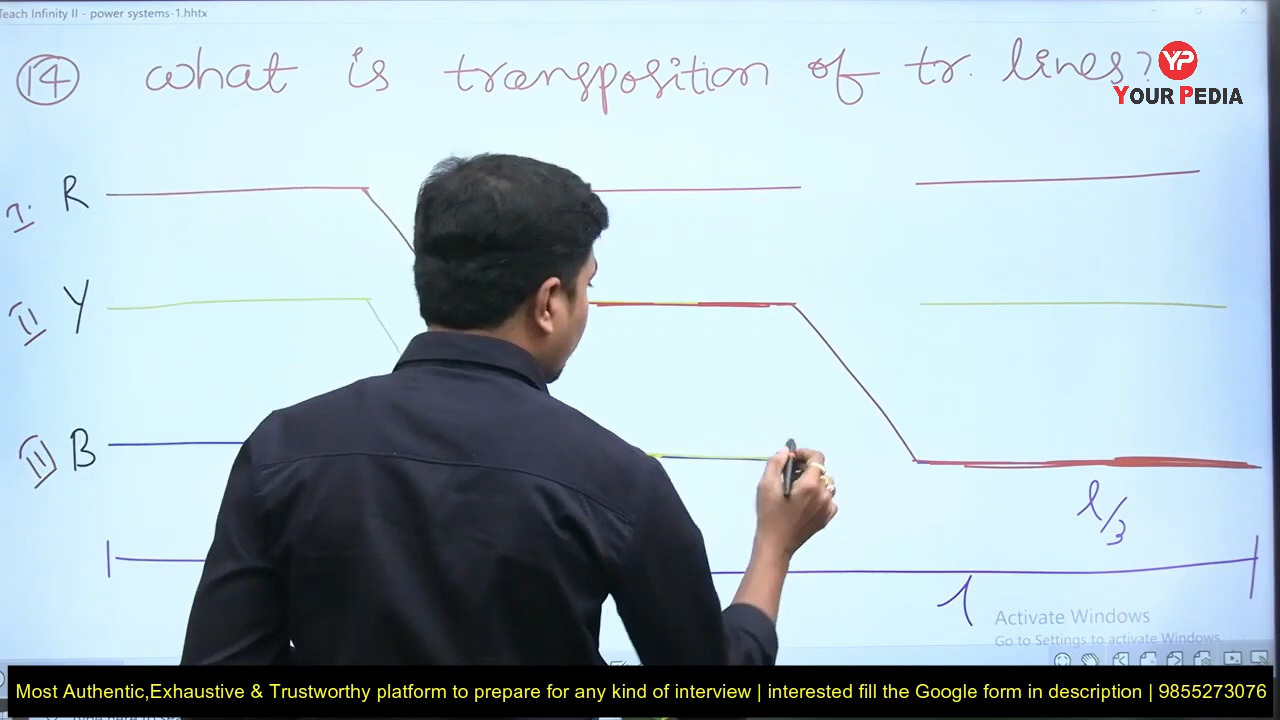 Teach Infinity II - power systems-1.hhtx
14 What is transposition of tr. lines?
YP
YOUR PEDIA
I. R
II Y
III B
l/3
l
Activate Windows
Go to Settings to activate Windows.
Most Authentic,Exhaustive & Trustworthy platform to prepare for any kind of interview | interested fill the Google form in description | 9855273076